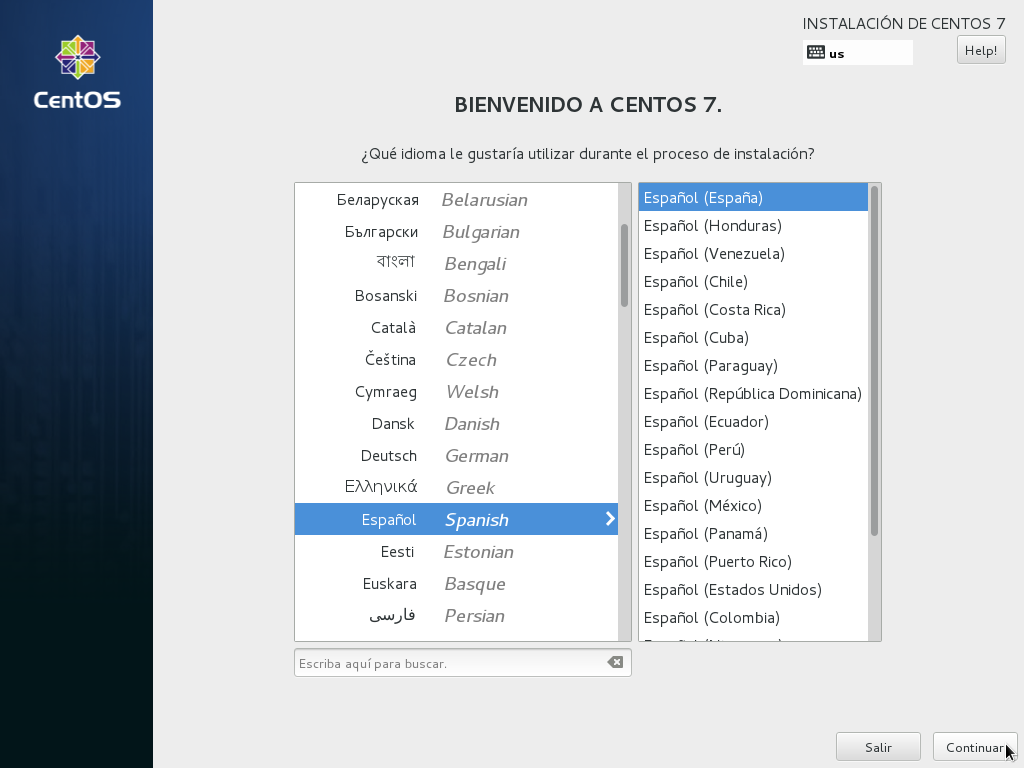 CentOS
INSTALACIÓN DE CENTOS 7
us
Help!
BIENVENIDO A CENTOS 7.
¿Qué idioma le gustaría utilizar durante el proceso de instalación?
Беларуская Belarusian
Български Bulgarian
বাংলা Bengali
Bosanski Bosnian
Català Catalan
Čeština Czech
Cymraeg Welsh
Dansk Danish
Deutsch German
Ελληνικά Greek
Español Spanish
Eesti Estonian
Euskara Basque
فارسی Persian
Español (España)
Español (Honduras)
Español (Venezuela)
Español (Chile)
Español (Costa Rica)
Español (Cuba)
Español (Paraguay)
Español (República Dominicana)
Español (Ecuador)
Español (Perú)
Español (Uruguay)
Español (México)
Español (Panamá)
Español (Puerto Rico)
Español (Estados Unidos)
Español (Colombia)
Escriba aquí para buscar.
Salir
Continuar